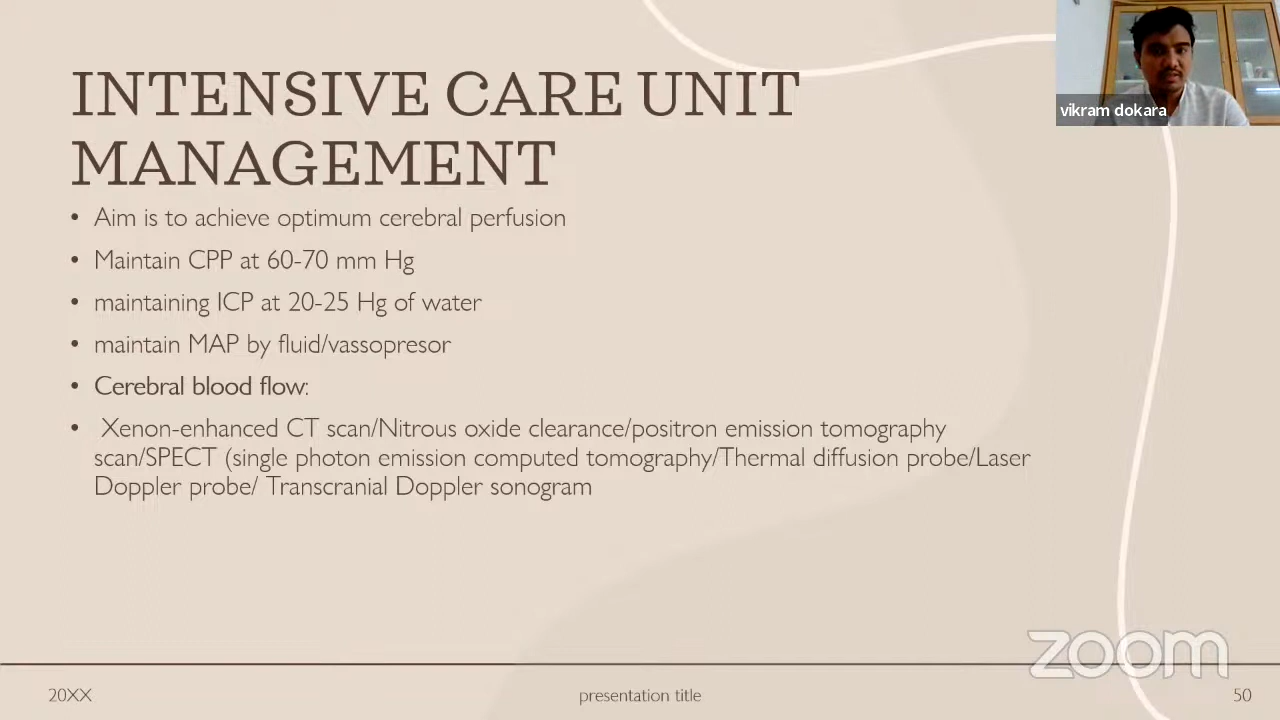 INTENSIVE CARE UNIT
MANAGEMENT
• Aim is to achieve optimum cerebral perfusion
• Maintain CPP at 60-70 mm Hg
• maintaining ICP at 20-25 Hg of water
• maintain MAP by fluid/vassopresor
• Cerebral blood flow:
• Xenon-enhanced CT scan/Nitrous oxide clearance/positron emission tomography
scan/SPECT (single photon emission computed tomography/Thermal diffusion probe/Laser
Doppler probe/ Transcranial Doppler sonogram
vikram dokara
zoom
20XX
presentation title
50